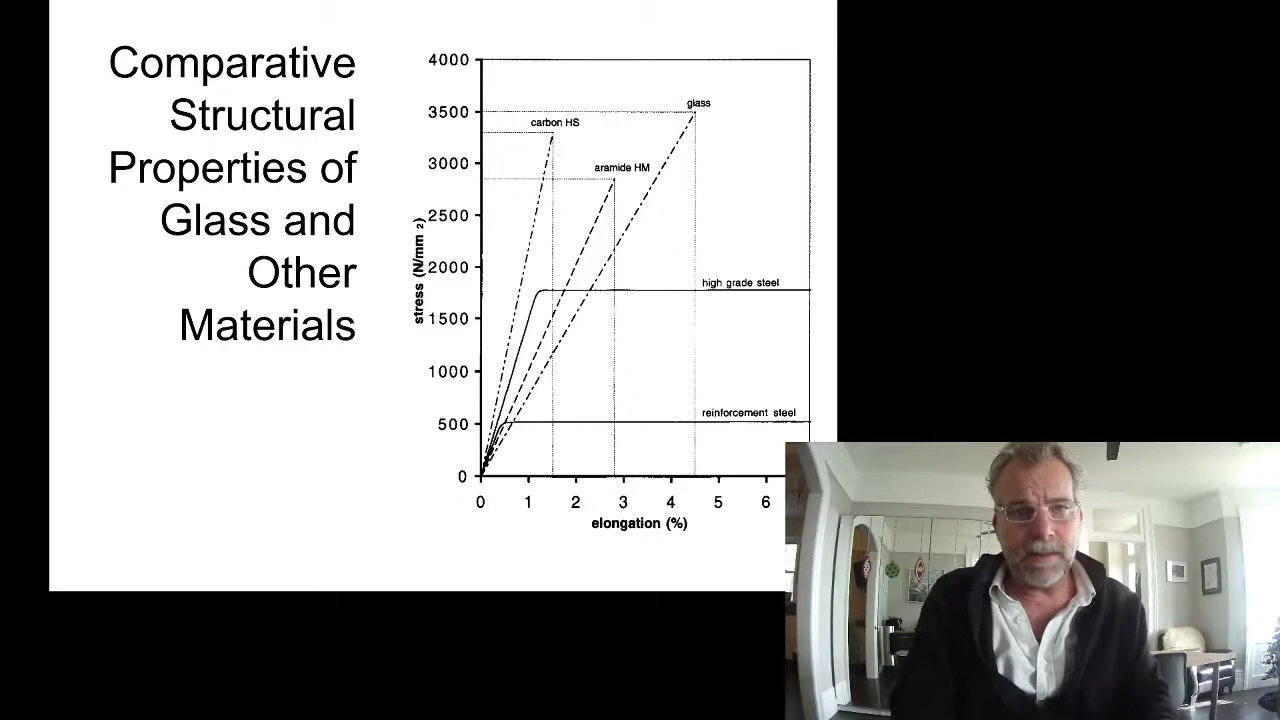 Comparative
Structural
Properties of
Glass and
Other
Materials
4000
3500
3000
2500
2000
1500
1000
500
0
stress (N/mm 2)
glass
carbon HS
aramide HM
high grade steel
reinforcement steel
0 1 2 3 4 5 6
elongation (%)